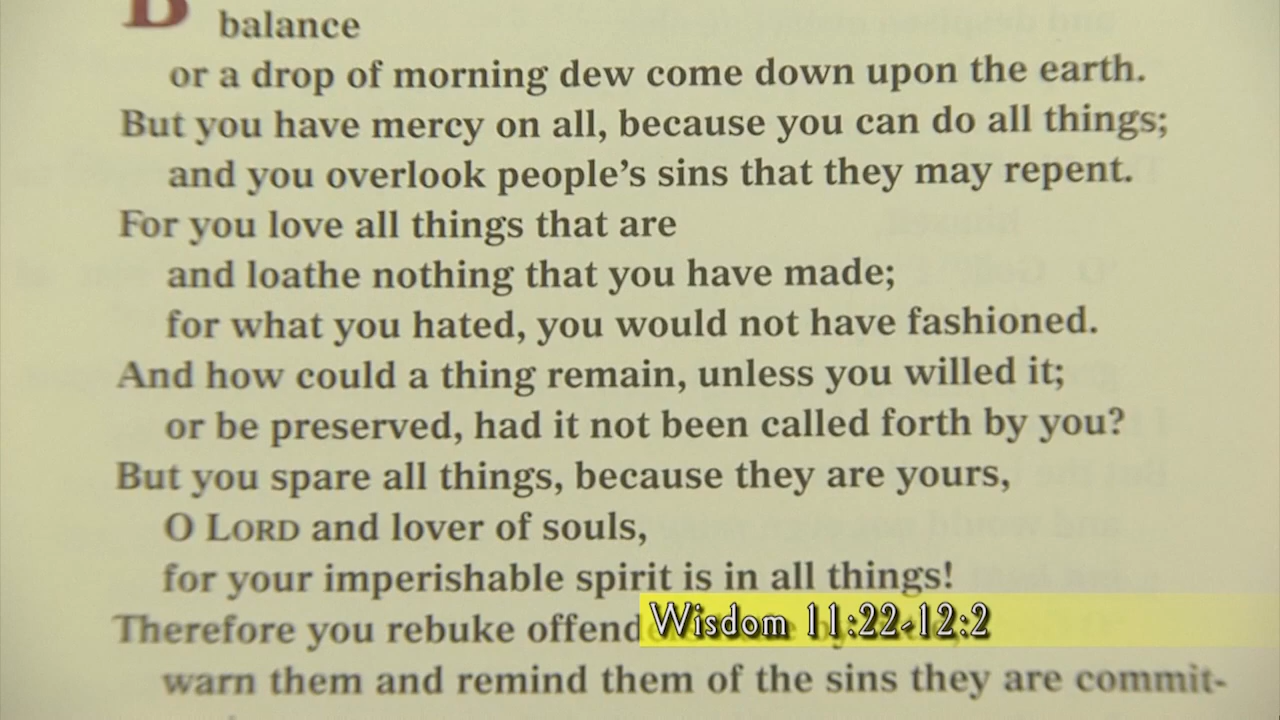 B
balance
or a drop of morning dew come down upon the earth.
But you have mercy on all, because you can do all things;
and you overlook people's sins that they may repent.
For you love all things that are
and loathe nothing that you have made;
for what you hated, you would not have fashioned.
And how could a thing remain, unless you willed it;
or be preserved, had it not been called forth by you?
But you spare all things, because they are yours,
O LORD and lover of souls,
for your imperishable spirit is in all things!
Therefore you rebuke
Wisdom 11:22-12:2
warn them and remind them of the sins they are commit-